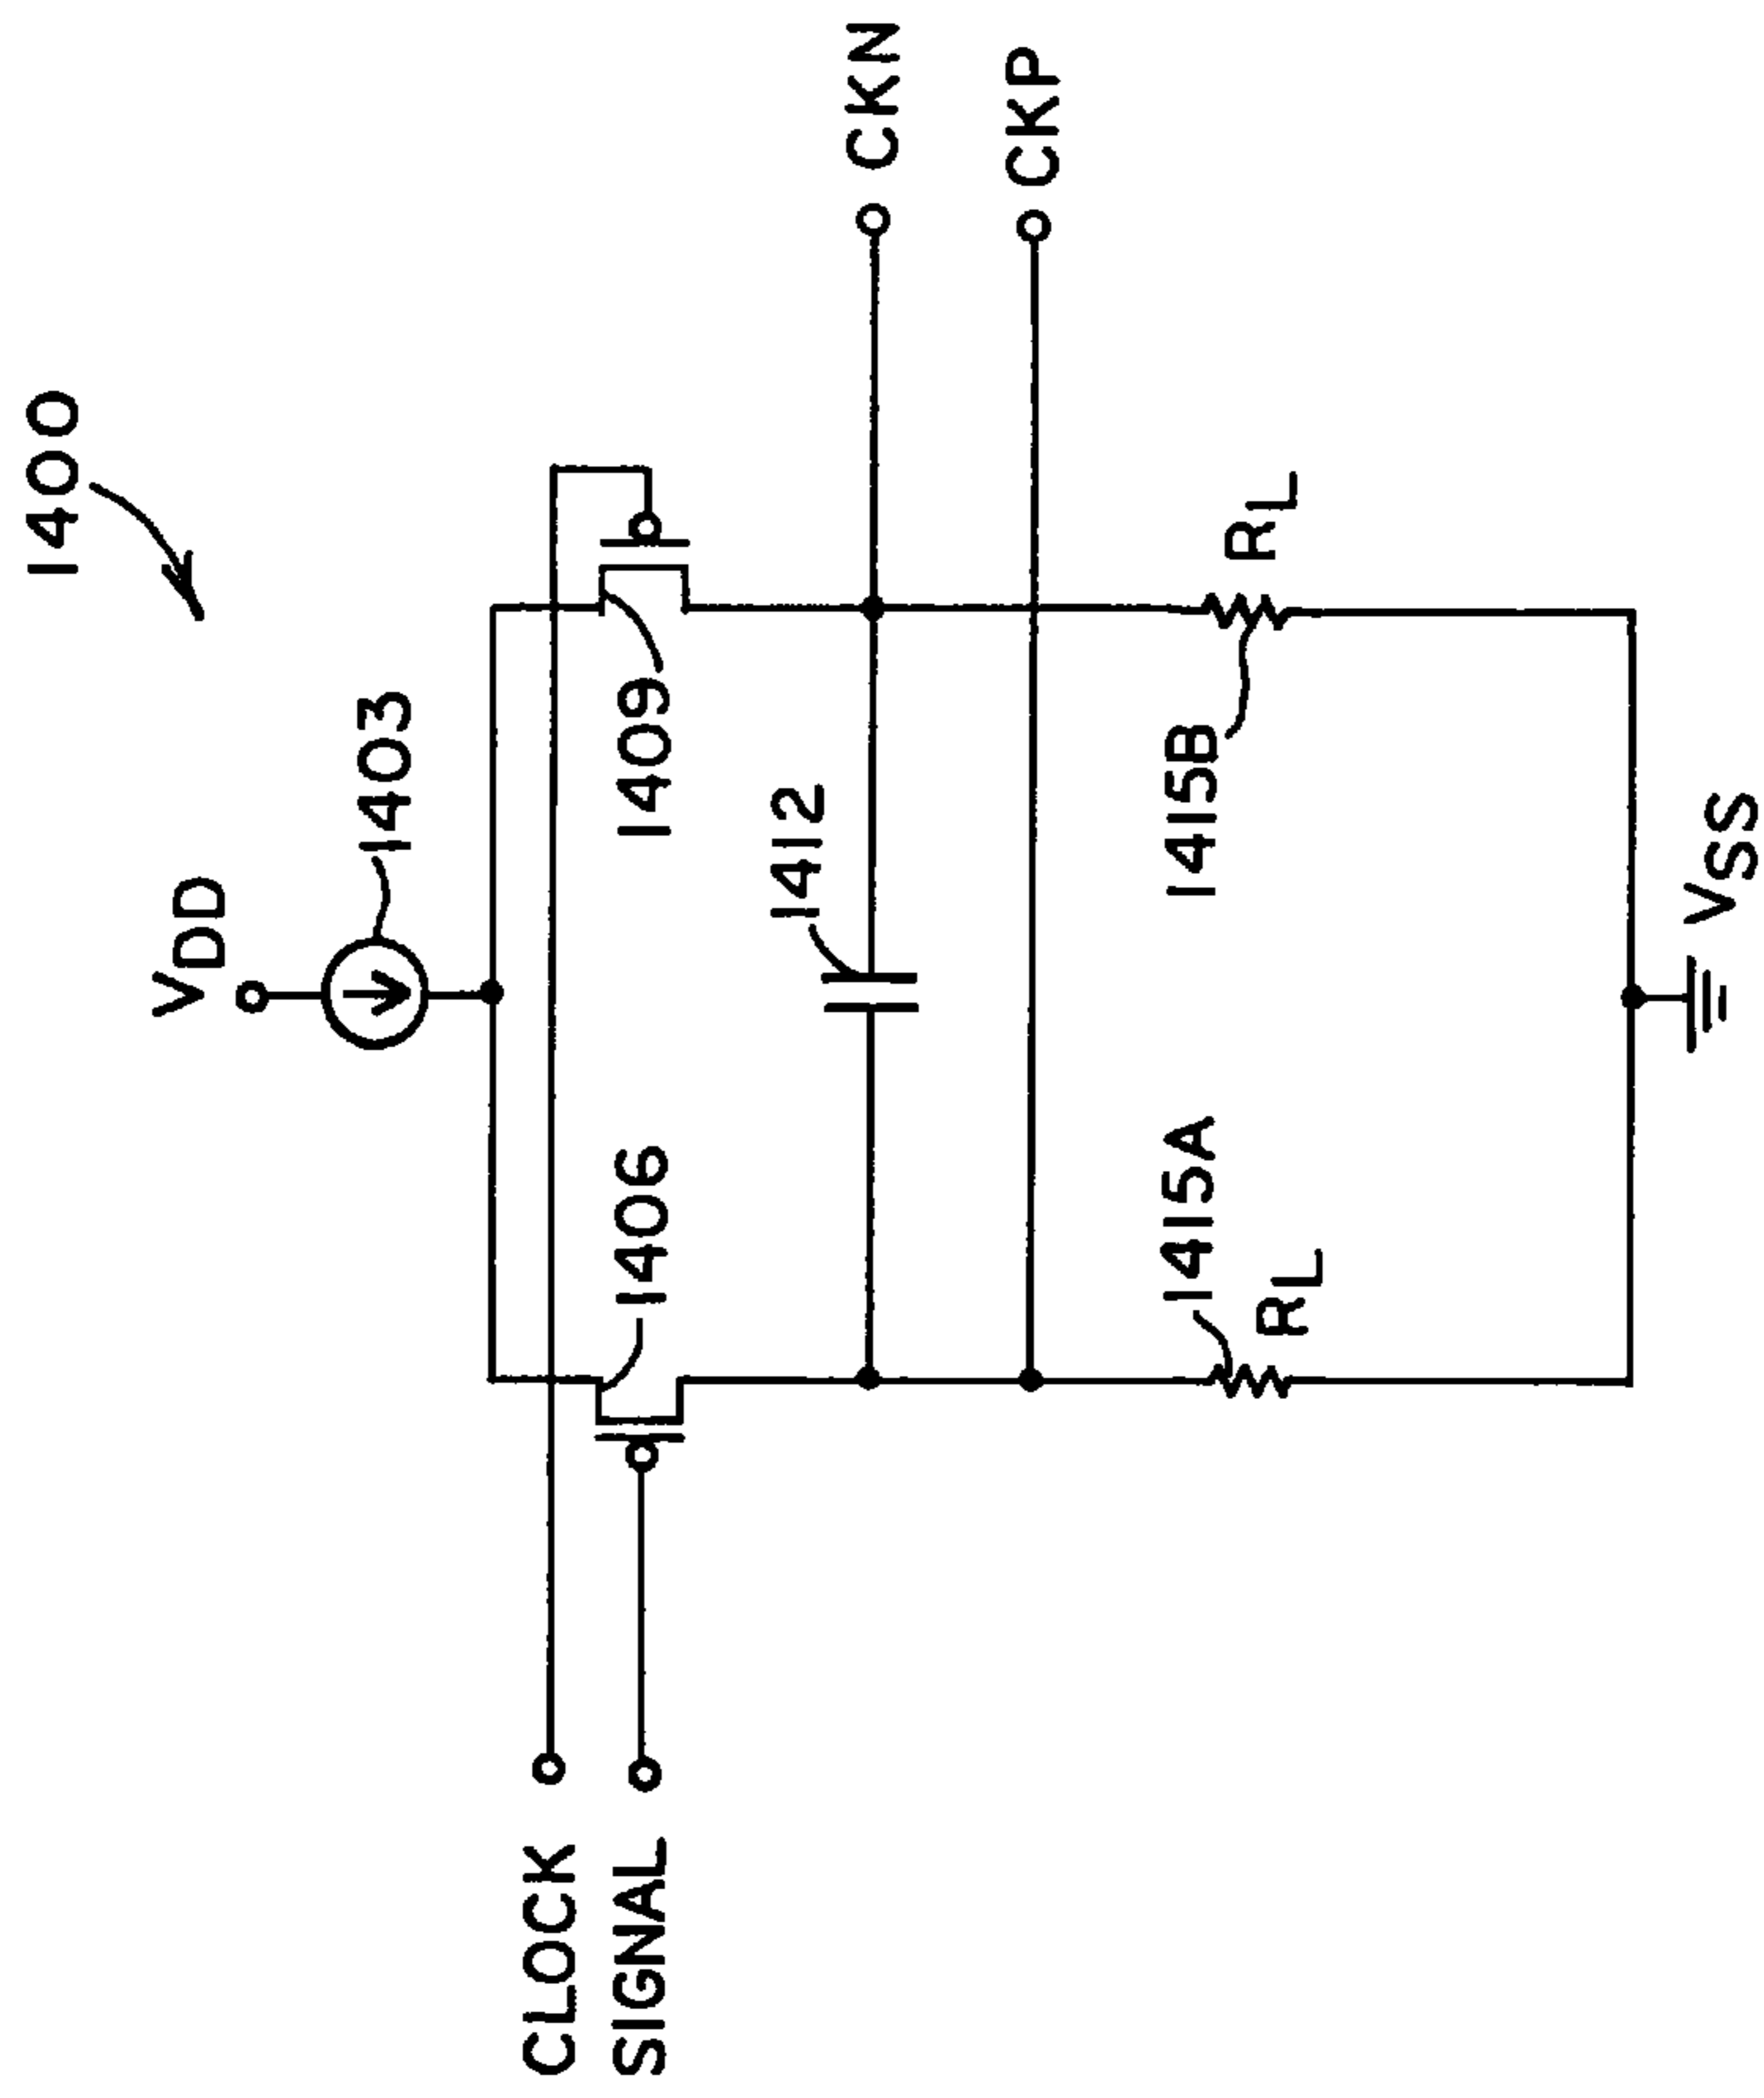 1400
VDD
1403
CLOCK
SIGNAL
1406
1409
1412
CKN
CKP
1415A
RL
1415B
RL
VSS